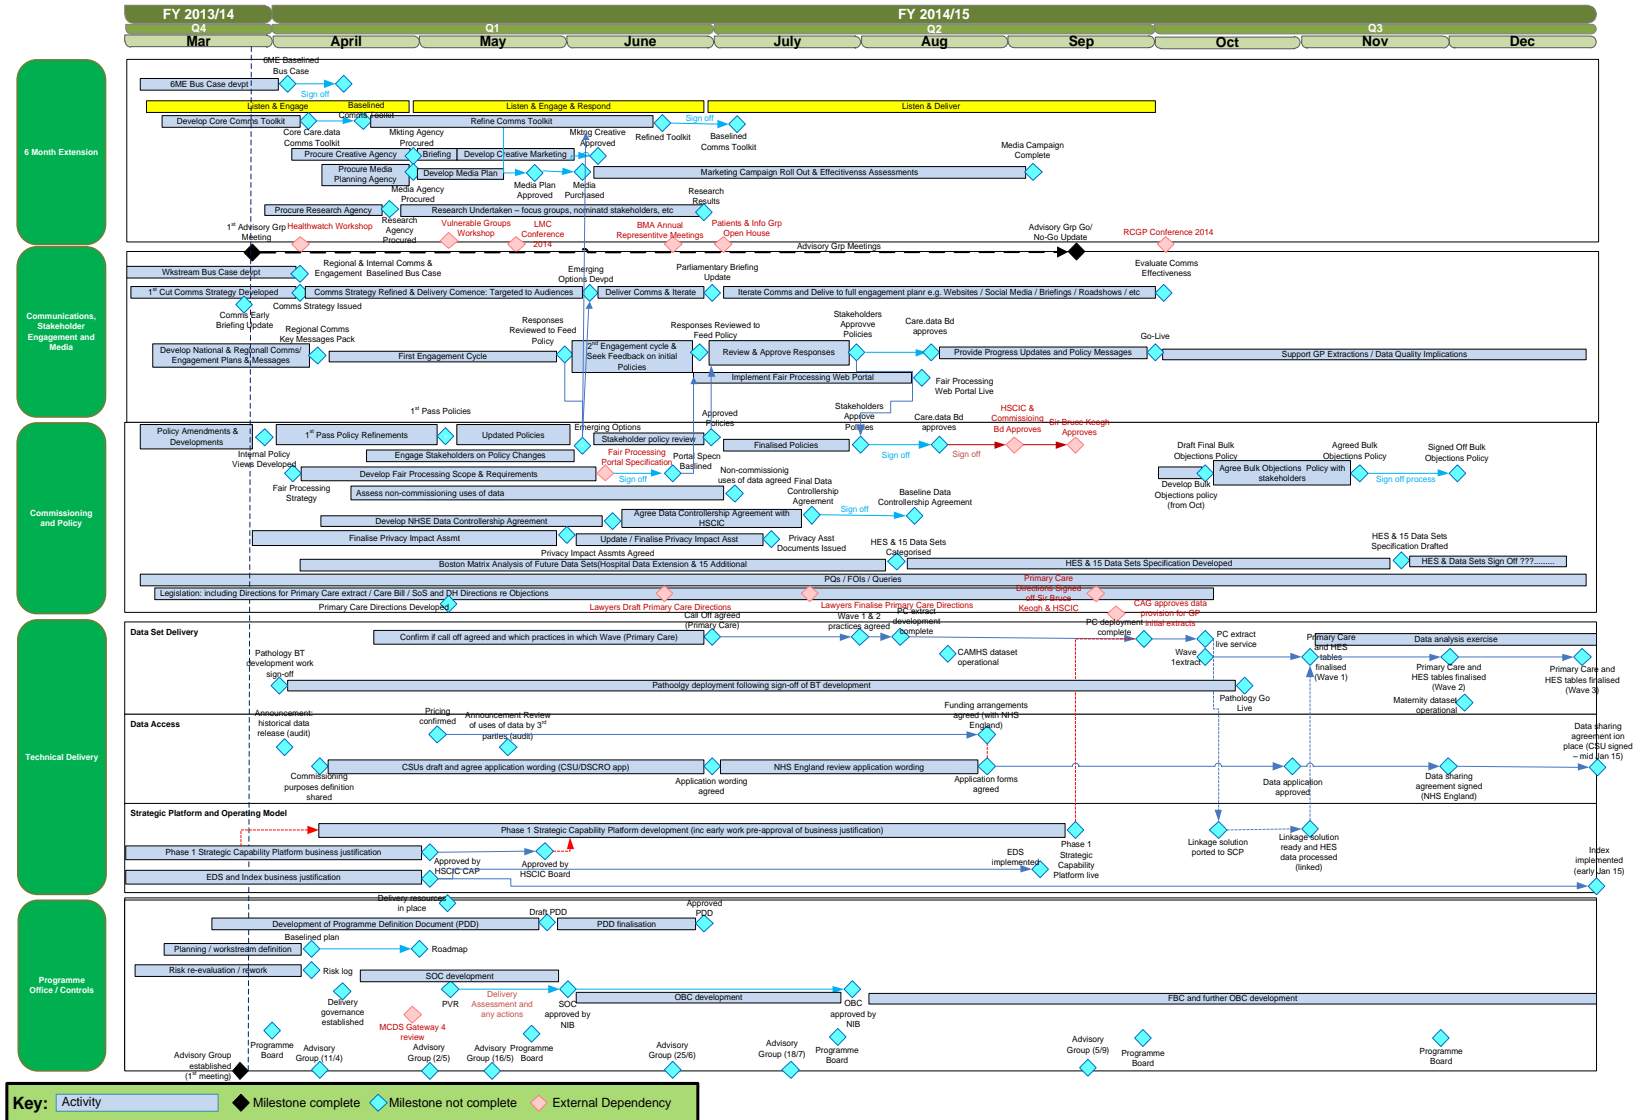 FY 2013/14
FY 2014/15
Q4
Q1
Q2
Q3
Mar
April
May
June
July
Aug
Sep
Oct
Nov
Dec
6 Month Extension
6ME Baselined
Bus Case
6ME Bus Case devpt
Sign off
Listen & Engage
Listen & Engage & Respond
Listen & Deliver
Baselined
Comms Toolkit
Develop Core Comms Toolkit
Refine Comms Toolkit
Sign off
Core Care.data
Comms Toolkit
Refined Toolkit
Baselined
Comms Toolkit
Mkting Agency
Procured
Mktng Creative
Approved
Procure Creative Agency
Briefing
Develop Creative Marketing
Media Campaign
Complete
Procure Media
Planning Agency
Develop Media Plan
Marketing Campaign Roll Out & Effecitivenss Assessments
Media Agency
Procured
Media Plan
Approved
Media
Purchased
Research
Results
Procure Research Agency
Research Undertaken – focus groups, nominatd stakeholders, etc
Research
Agency
Procured
1st Advisory Grp
Meeting
Healthwatch Workshop
Vulnerable Groups
Workshop
LMC
Conference
2014
BMA Annual
Representitve Meetings
Patients & Info Grp
Open House
Advisory Grp Meetings
Advisory Grp Go/
No-Go Update
RCGP Conference 2014
Communications,
Stakeholder
Engagement and
Media
Wkstream Bus Case devpt
Regional & Internal Comms &
Engagement Baselined Bus Case
Emerging
Options Devpd
Parliamentary Briefing
Update
Evaluate Comms
Effectiveness
1st Cut Comms Strategy Developed
Comms Strategy Refined & Delivery Comence: Targeted to Audiences
Deliver Comms & Iterate
Iterate Comms and Delive to full engagement planr e.g. Websites / Social Media / Briefings / Roadshows / etc
Comms Strategy Issued
Comms Early
Briefing Update
Regional Comms
Key Messages Pack
Responses
Reviewed to Feed
Policy
Responses Reviewed to
Feed Policy
Stakeholders
Approvve
Policies
Care.data Bd
approves
Go-Live
Develop National & Regionall Comms/
Engagement Plans & Messages
First Engagement Cycle
2nd Engagement cycle &
Seek Feedback on initial
Policies
Review & Approve Responses
Provide Progress Updates and Policy Messages
Support GP Extractions / Data Quality Implications
Implement Fair Processing Web Portal
Fair Processing
Web Portal Live
Commissioning
and Policy
1st Pass Policies
Approved
Policies
Stakeholders
Approve
Policies
Care.data Bd
approves
HSCIC &
Commissioing
Bd Approves
Sir Bruce Keogh
Approves
Policy Amendments &
Developments
1st Pass Policy Refinements
Updated Policies
Emerging Options
Stakeholder policy review
Finalised Policies
Sign off
Sign off
Internal Policy
Views Developed
Engage Stakeholders on Policy Changes
Fair Processing
Portal Specification
Portal Specn
Baslined
Draft Final Bulk
Objections Policy
Agreed Bulk
Objections Policy
Signed Off Bulk
Objections Policy
Develop Fair Processing Scope & Requirements
Sign off
Non-commissioning
uses of data agreed
Agree Bulk Objections Policy with
stakeholders
Sign off process
Fair Processing
Strategy
Develop Bulk
Objections policy
(from Oct)
Assess non-commissioning uses of data
Final Data
Controllership
Agreement
Baseline Data
Controllership Agreement
Develop NHSE Data Controllership Agreement
Agree Data Controllership Agreement with
HSCIC
Sign off
Finalise Privacy Impact Assmt
Update / Finalise Privacy Impact Asst
Privacy Asst
Documents Issued
HES & 15 Data Sets
Categorised
HES & 15 Data Sets
Specification Drafted
Privacy Impact Assmts Agreed
Boston Matrix Analysis of Future Data Sets(Hospital Data Extension & 15 Additional
HES & 15 Data Sets Specification Developed
HES & Data Sets Sign Off ???.........
PQs / FOIs / Queries
Legislation: including Directions for Primary Care extract / Care Bill / SoS and DH Directions re Objections
Primary Care
Directions Signed
off Sir Bruce
Keogh & HSCIC
Primary Care Directions Developed
Lawyers Draft Primary Care Directions
Lawyers Finalise Primary Care Directions
CAG approves data
provision for GP
initial extracts
Technical Delivery
Data Set Delivery
Call Off agreed
(Primary Care)
Wave 1 & 2
practices agreed
PC extract
development
complete
PC deployment
complete
Confirm if call off agreed and which practices in which Wave (Primary Care)
PC extract
live service
Data analysis exercise
Pathology BT
development work
sign-off
CAMHS dataset
operational
Wave
1extract
Primary Care
and HES
tables
finalised
(Wave 1)
Primary Care and
HES tables finalised
(Wave 2)
Primary Care and
HES tables finalised
(Wave 3)
Pathoolgy deployment following sign-off of BT development
Pathology Go
Live
Maternity dataset
operational
Data Access
Announcement:
historical data
release (audit)
Pricing
confirmed
Announcement Review
of uses of data by 3rd
parties (audit)
Funding arrangements
agreed (with NHS
England)
Data sharing
agreement ion
place (CSU signed
– mid Jan 15)
CSUs draft and agree application wording (CSU/DSCRO app)
NHS England review application wording
Commissioning
purposes definition
shared
Application wording
agreed
Application forms
agreed
Data application
approved
Data sharing
agreement signed
(NHS England)
Strategic Platform and Operating Model
Phase 1 Strategic Capability Platform development (inc early work pre-approval of business justification)
Phase 1
Strategic
Capability
Platform live
Linkage solution
ported to SCP
Linkage solution
ready and HES
data processed
(linked)
Phase 1 Strategic Capability Platform business justification
Approved by
HSCIC CAP
Approved by
HSCIC Board
EDS
implemented
Index
implemented
(early Jan 15)
EDS and Index business justification
Programme
Office / Controls
Delivery resources
in place
Draft PDD
Approved
PDD
Development of Programme Definition Document (PDD)
PDD finalisation
Baselined plan
Planning / workstream definition
Roadmap
Risk re-evaluation / rework
Risk log
SOC development
Delivery
governance
established
PVR
Delivery
Assessment and
any actions
SOC
approved by
NIB
OBC development
OBC
approved by
NIB
FBC and further OBC development
MCDS Gateway 4
review
Programme
Board
Advisory Group
established
(1st meeting)
Advisory
Group (11/4)
Advisory
Group (2/5)
Advisory
Group (16/5)
Programme
Board
Advisory
Group (25/6)
Advisory
Group (18/7)
Programme
Board
Advisory
Group (5/9)
Programme
Board
Programme
Board
Key:
Activity
Milestone complete
Milestone not complete
External Dependency